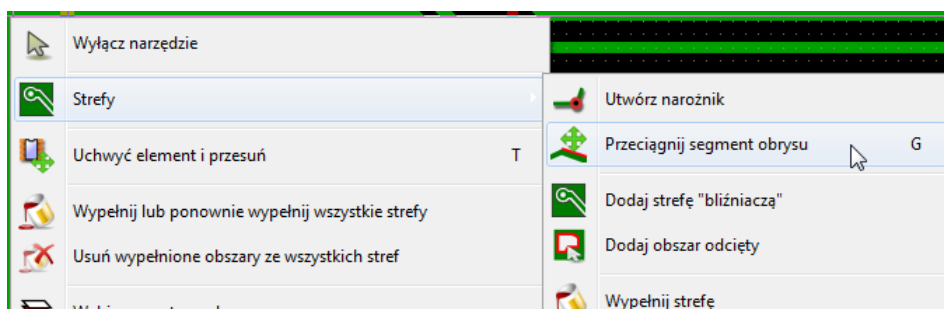 Wyłącz narzędzie
Strefy
Uchwyć element i przesuń T
Wypełnij lub ponownie wypełnij wszystkie strefy
Usuń wypełnione obszary ze wszystkich stref
Utwórz narożnik
Przeciągnij segment obrysu G
Dodaj strefę "bliźniaczą"
Dodaj obszar odcięty
Wypełnij strefę